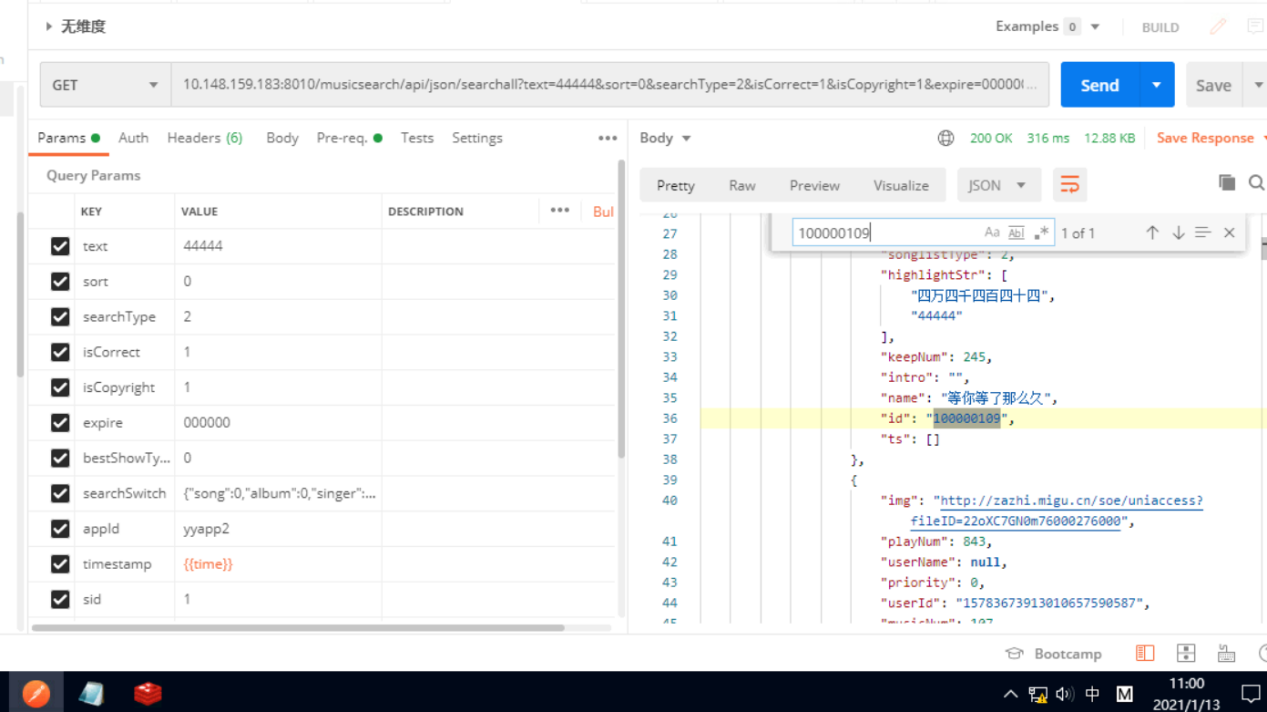 无维度
Examples 0
BUILD
GET
10.148.159.183:8010/musicsearch/api/json/searchall?text=44444&sort=0&searchType=2&isCorrect=1&isCopyright=1&expire=00000(...
Send
Save
Params
Auth
Headers (6)
Body
Pre-req.
Tests
Settings
Query Params
KEY
VALUE
DESCRIPTION
Bul
text
44444
sort
0
searchType
2
isCorrect
1
isCopyright
1
expire
000000
bestShowTy...
0
searchSwitch
{"song":0,"album":0,"singer":...
appId
yyapp2
timestamp
{{time}}
sid
1
Body
200 OK
316 ms
12.88 KB
Save Response
Pretty
Raw
Preview
Visualize
JSON
100000109
Aa
Abl
.*
1 of 1
26
27
28 "songlistType": 2,
29 "highlightStr": [
30 "四万四千四百四十四",
31 "44444"
32 ],
33 "keepNum": 245,
34 "intro": "",
35 "name": "等你等了那么久",
36 "id": "100000109",
37 "ts": []
38 },
39 {
40 "img": "http://zazhi.migu.cn/soe/uniaccess?
fileID=22oXC7GN0m76000276000",
41 "playNum": 843,
42 "userName": null,
43 "priority": 0,
44 "userId": "15783673913010657590587",
45 "musicNum": 107
Bootcamp
中
M
11:00
2021/1/13